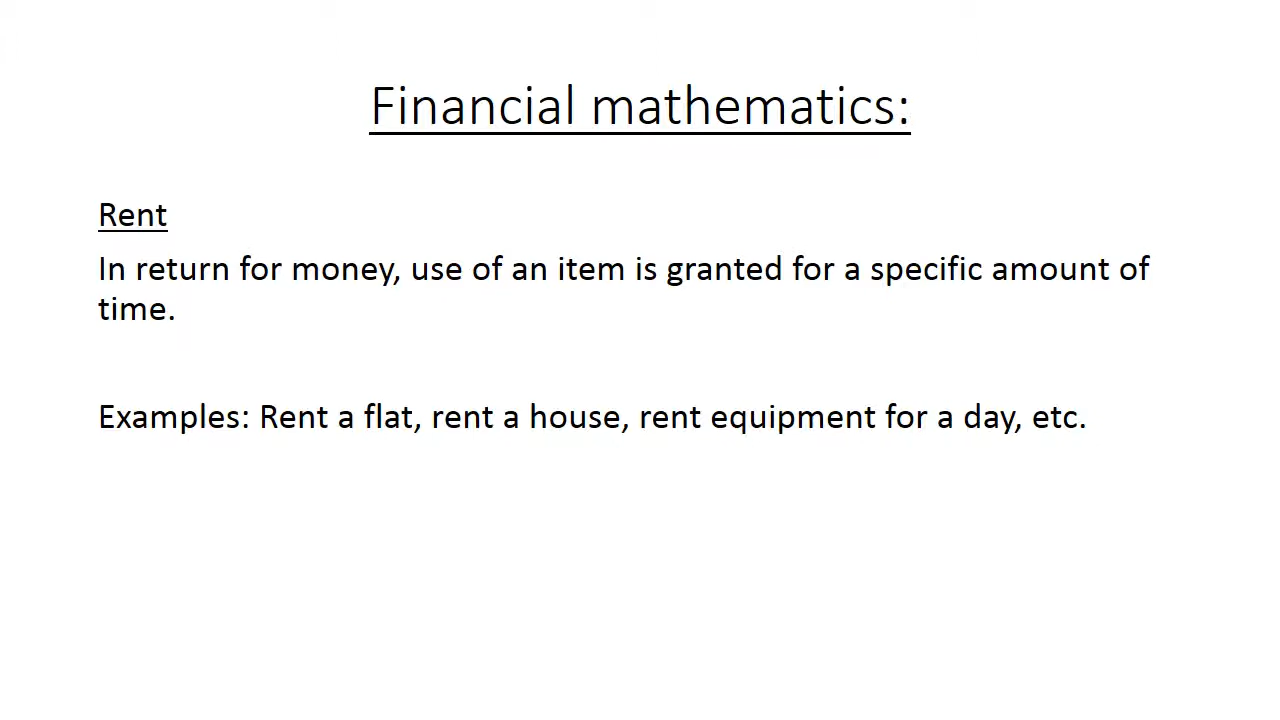 Financial mathematics:
Rent
In return for money, use of an item is granted for a specific amount of
time.
Examples: Rent a flat, rent a house, rent equipment for a day, etc.